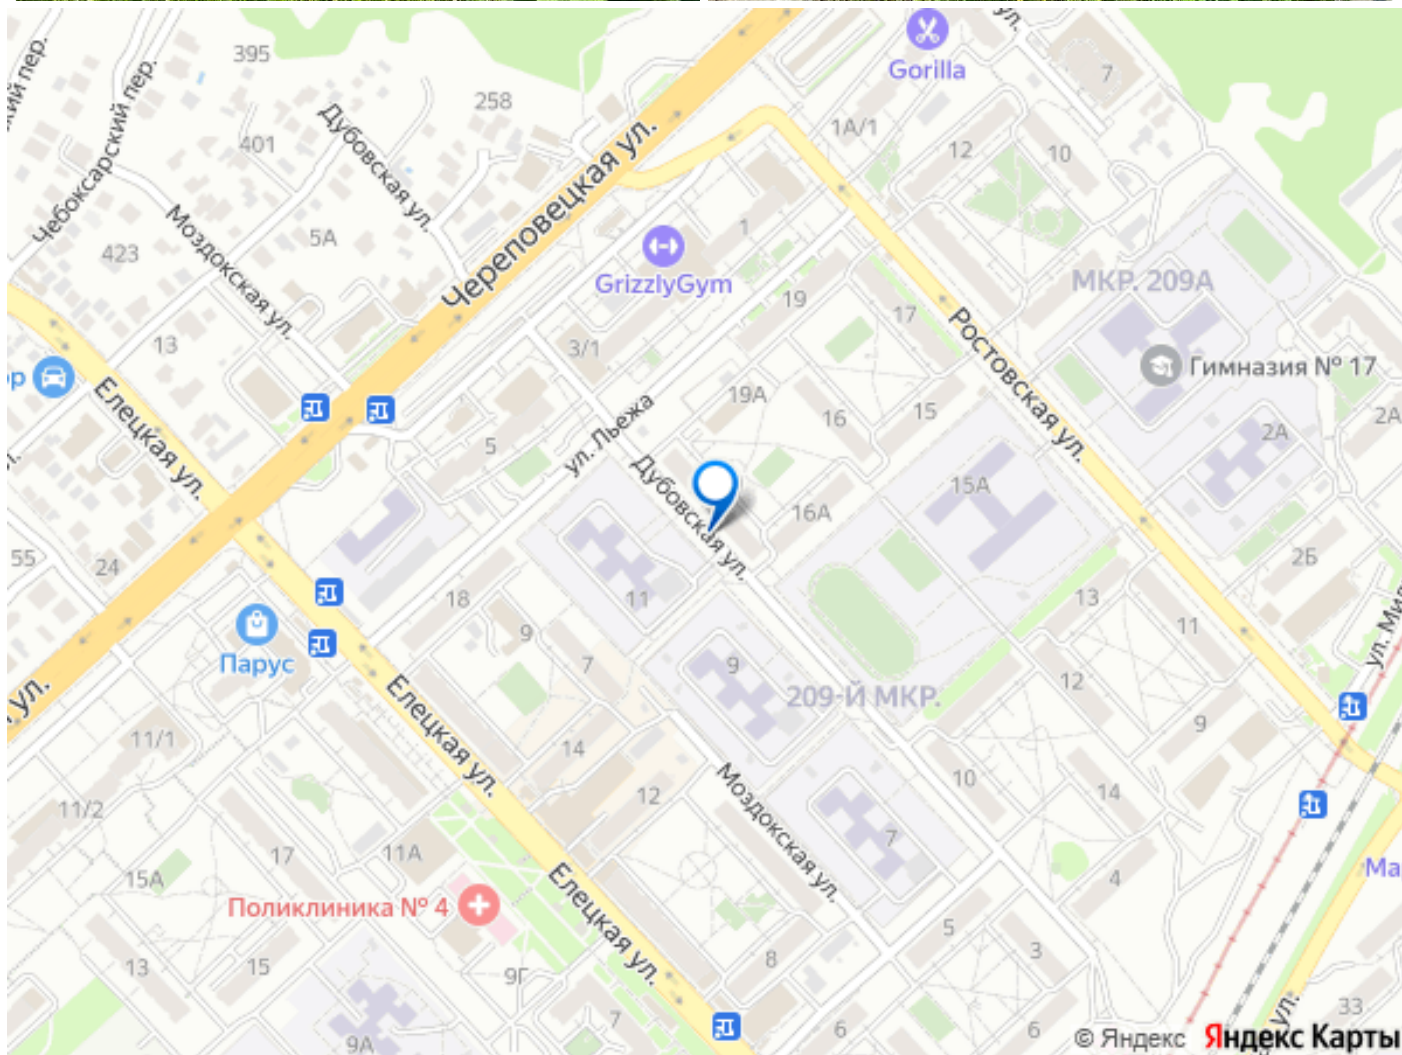 395
258
Gorilla
7
Чебоксарский пер.
401
Дубовская ул.
Череповецкая ул.
1А/1
12
10
Моздокская ул.
5А
423
1
GrizzlyGym
МКР. 209А
19
17
Ростовская ул.
13
3/1
Гимназия № 17
Елецкая ул.
19А
16
15
2А
2А
5
ул. Льежа
Дубовская ул.
16А
15А
55
24
2Б
18
11
13
9
11
Парус
7
9
209-Й МКР.
12
9
Елецкая ул.
11/1
14
12
10
14
Моздокская ул.
11/2
17
11А
7
15А
4
Поликлиника № 4
Елецкая ул.
5
3
13
15
9Г
8
33
7
6
6
9А
© Яндекс Яндекс Карты